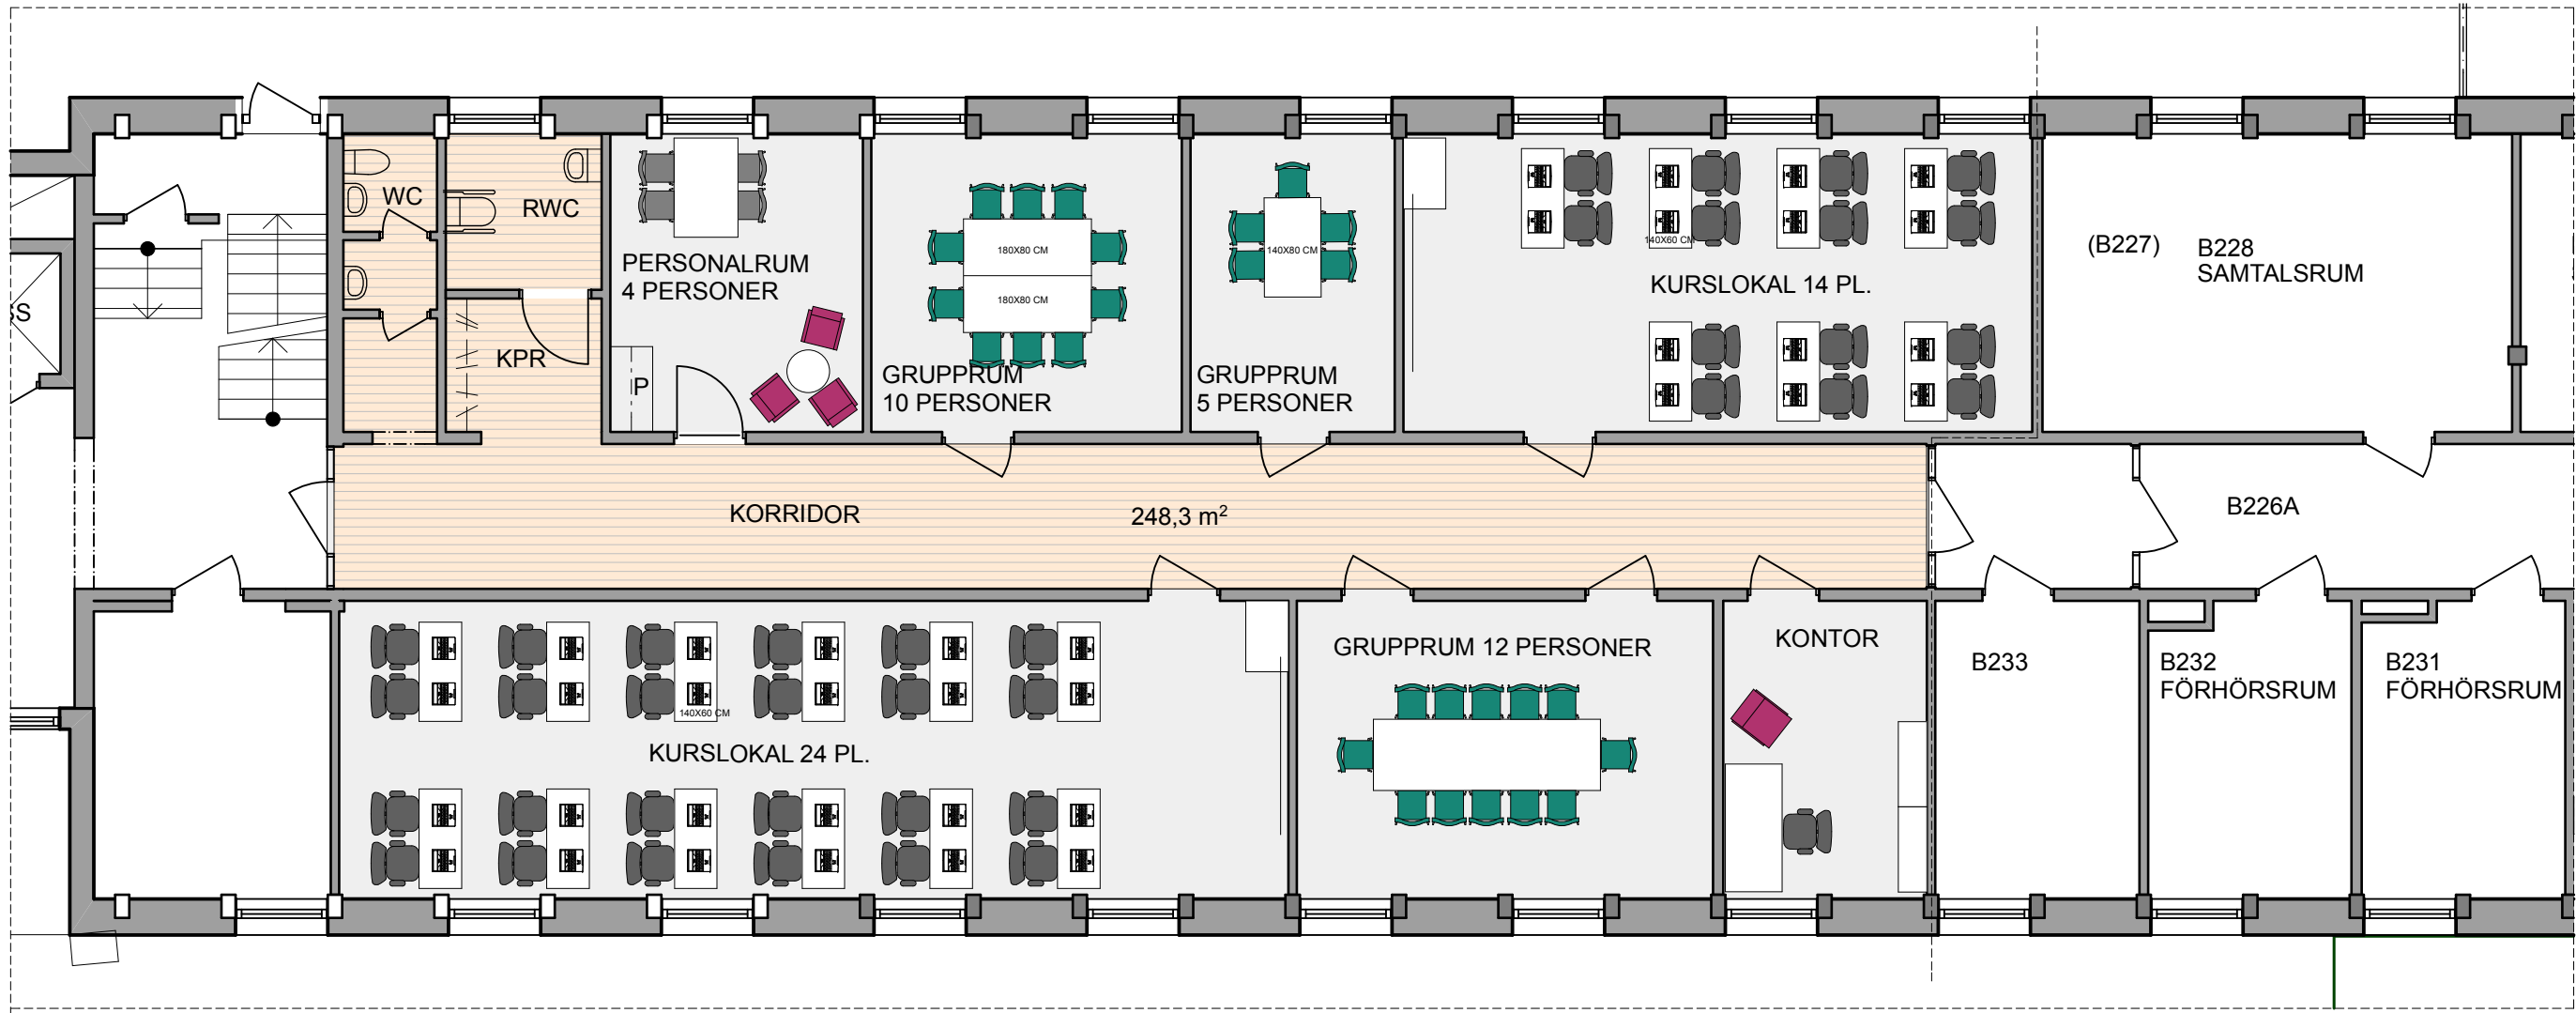 WC
RWC
KPR
SS
PERSONALRUM
4 PERSONER
P
180X80 CM
180X80 CM
GRUPPRUM
10 PERSONER
140X80 CM
GRUPPRUM
5 PERSONER
140X60 CM
KURSLOKAL 14 PL.
(B227)
B228
SAMTALSRUM
KORRIDOR
248,3 m²
B226A
140X60 CM
KURSLOKAL 24 PL.
GRUPPRUM 12 PERSONER
KONTOR
B233
B232
FÖRHÖRSRUM
B231
FÖRHÖRSRUM